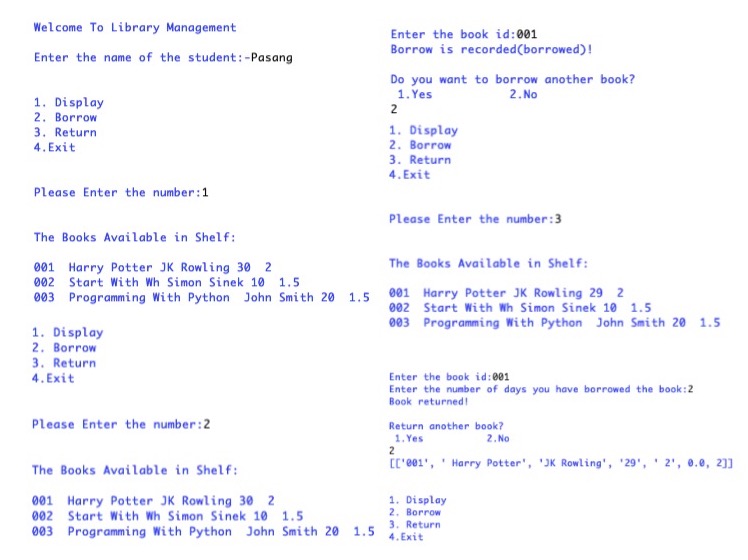 Welcome To Library Management
Enter the name of the student:-Pasang
1. Display
2. Borrow
3. Return
4.Exit
Please Enter the number:1
The Books Available in Shelf:
001  Harry Potter JK Rowling 30  2
002  Start With Wh Simon Sinek 10  1.5
003  Programming With Python  John Smith 20  1.5
1. Display
2. Borrow
3. Return
4.Exit
Please Enter the number:2
The Books Available in Shelf:
001  Harry Potter JK Rowling 30  2
002  Start With Wh Simon Sinek 10  1.5
003  Programming With Python  John Smith 20  1.5
Enter the book id:001
Borrow is recorded(borrowed)!
Do you want to borrow another book?
1.Yes          2.No
2
1. Display
2. Borrow
3. Return
4.Exit
Please Enter the number:3
The Books Available in Shelf:
001  Harry Potter JK Rowling 29  2
002  Start With Wh Simon Sinek 10  1.5
003  Programming With Python  John Smith 20  1.5
Enter the book id:001
Enter the number of days you have borrowed the book:2
Book returned!
Return another book?
1.Yes          2.No
2
[['001', ' Harry Potter', 'JK Rowling', '29', ' 2', 0.0, 2]]
1. Display
2. Borrow
3. Return
4.Exit